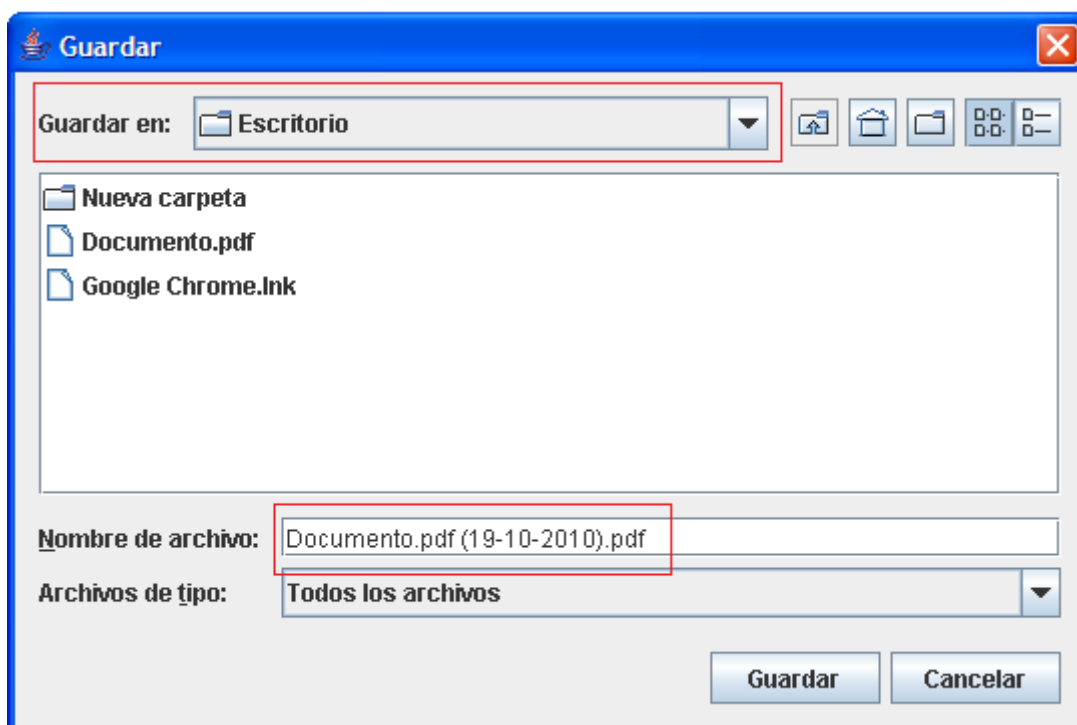 Guardar
Guardar en: Escritorio
Nueva carpeta
Documento.pdf
Google Chrome.lnk
Nombre de archivo: Documento.pdf (19-10-2010).pdf
Archivos de tipo: Todos los archivos
Guardar Cancelar